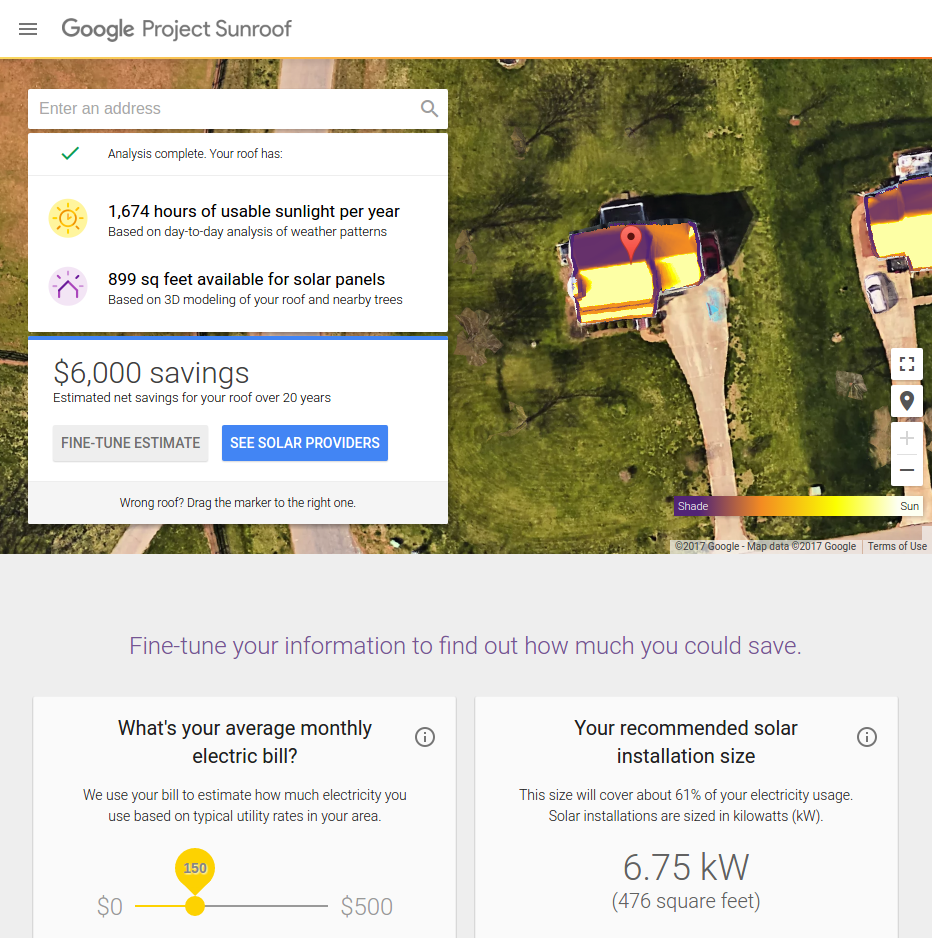 Google Project Sunroof
Enter an address
Analysis complete. Your roof has:
1,674 hours of usable sunlight per year
Based on day-to-day analysis of weather patterns
899 sq feet available for solar panels
Based on 3D modeling of your roof and nearby trees
$6,000 savings
Estimated net savings for your roof over 20 years
FINE-TUNE ESTIMATE
SEE SOLAR PROVIDERS
Wrong roof? Drag the marker to the right one.
Shade
Sun
©2017 Google - Map data ©2017 Google
Terms of Use
Fine-tune your information to find out how much you could save.
What's your average monthly
electric bill?
We use your bill to estimate how much electricity you
use based on typical utility rates in your area.
150
$0
$500
Your recommended solar
installation size
This size will cover about 61% of your electricity usage.
Solar installations are sized in kilowatts (kW).
6.75 kW
(476 square feet)